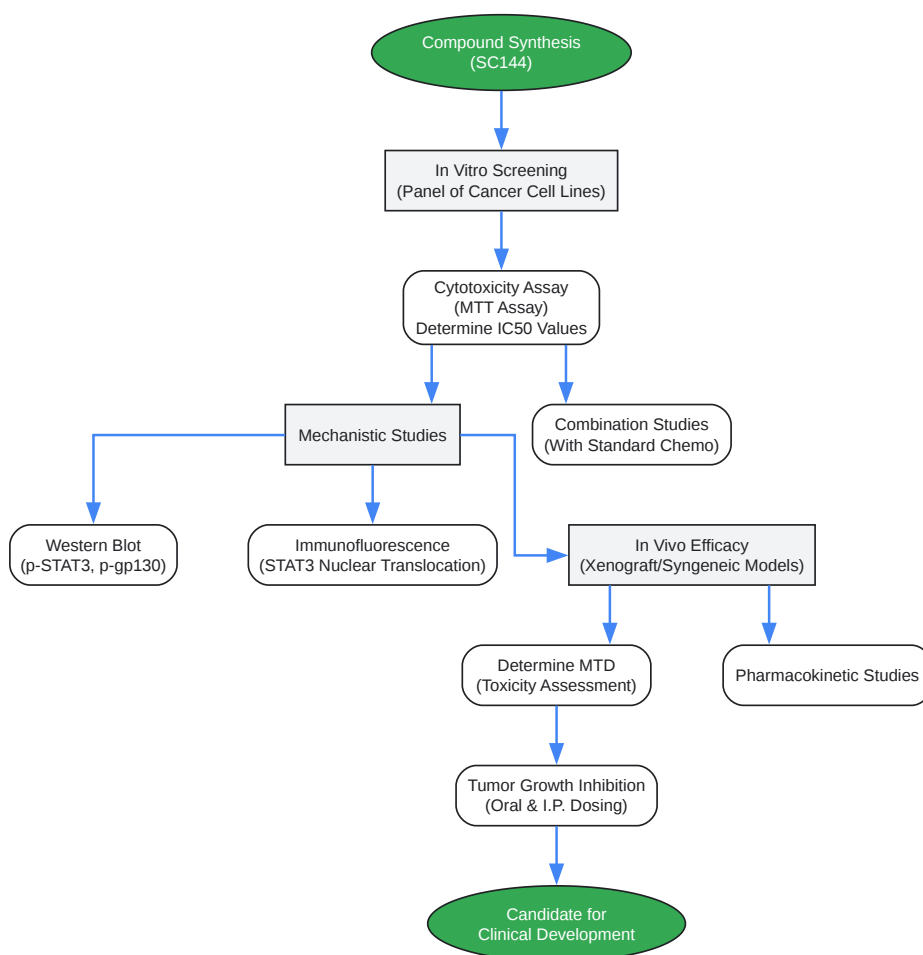 Compound Synthesis
(SC144)
In Vitro Screening
(Panel of Cancer Cell Lines)
Cytotoxicity Assay
(MTT Assay)
Determine IC50 Values
Mechanistic Studies
Combination Studies
(With Standard Chemo)
Western Blot
(p-STAT3, p-gp130)
Immunofluorescence
(STAT3 Nuclear Translocation)
In Vivo Efficacy
(Xenograft/Syngeneic Models)
Determine MTD
(Toxicity Assessment)
Pharmacokinetic Studies
Tumor Growth Inhibition
(Oral & I.P. Dosing)
Candidate for
Clinical Development